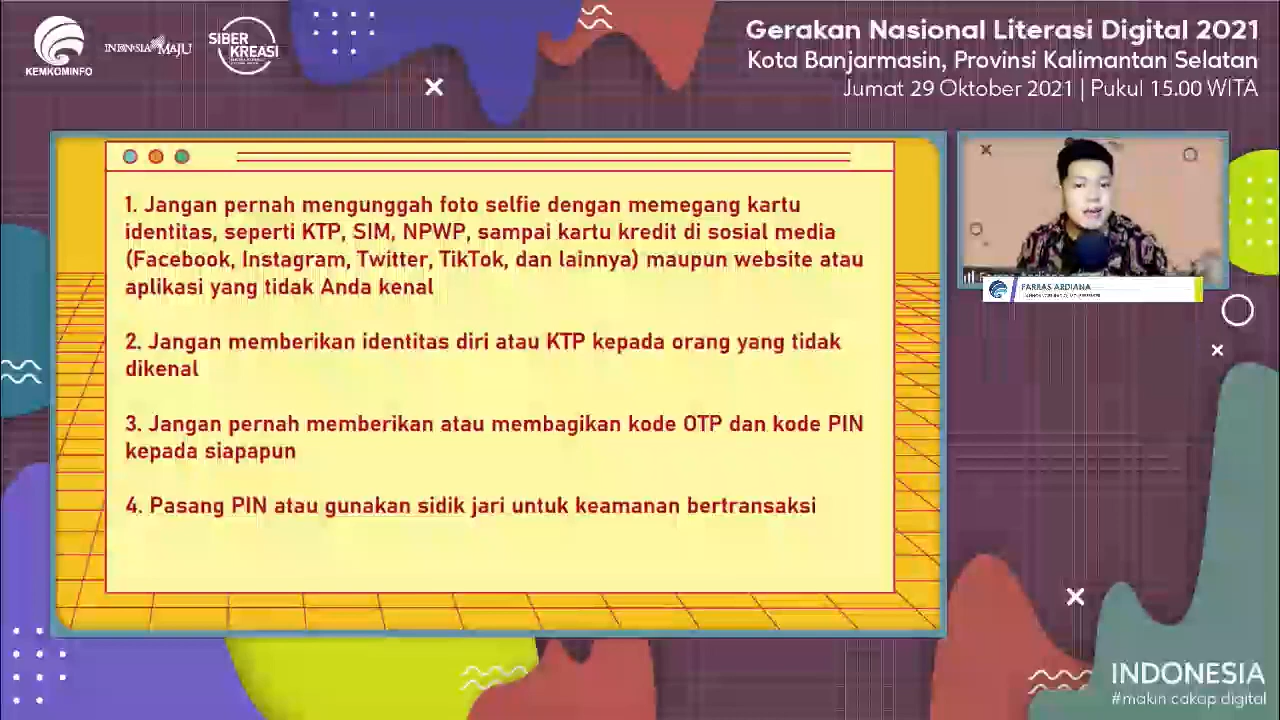 KEMKOMINFO
INDONESIA MAJU
SIBER
KREASI
Gerakan Nasional Literasi Digital 2021
Kota Banjarmasin, Provinsi Kalimantan Selatan
Jumat 29 Oktober 2021 | Pukul 15.00 WITA
1. Jangan pernah mengunggah foto selfie dengan memegang kartu
identitas, seperti KTP, SIM, NPWP, sampai kartu kredit di sosial media
(Facebook, Instagram, Twitter, TikTok, dan lainnya) maupun website atau
aplikasi yang tidak Anda kenal
2. Jangan memberikan identitas diri atau KTP kepada orang yang tidak
dikenal
3. Jangan pernah memberikan atau membagikan kode OTP dan kode PIN
kepada siapapun
4. Pasang PIN atau gunakan sidik jari untuk keamanan bertransaksi
FARRAS ARDIANA
INDONESIA
#makin cakap digital